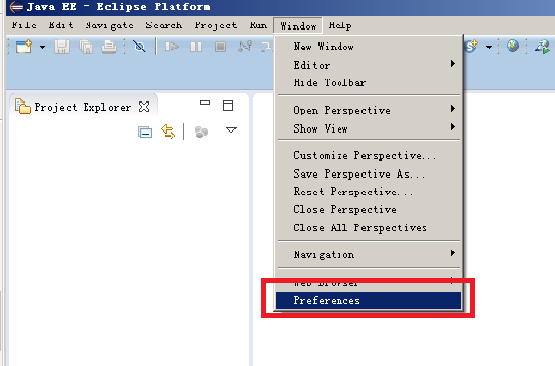 Java EE - Eclipse Platform
File Edit Navigate Search Project Run Window Help
New Window
Editor
Hide Toolbar
Project Explorer
Open Perspective
Show View
Customize Perspective...
Save Perspective As...
Reset Perspective...
Close Perspective
Close All Perspectives
Navigation
Web Browser
Preferences